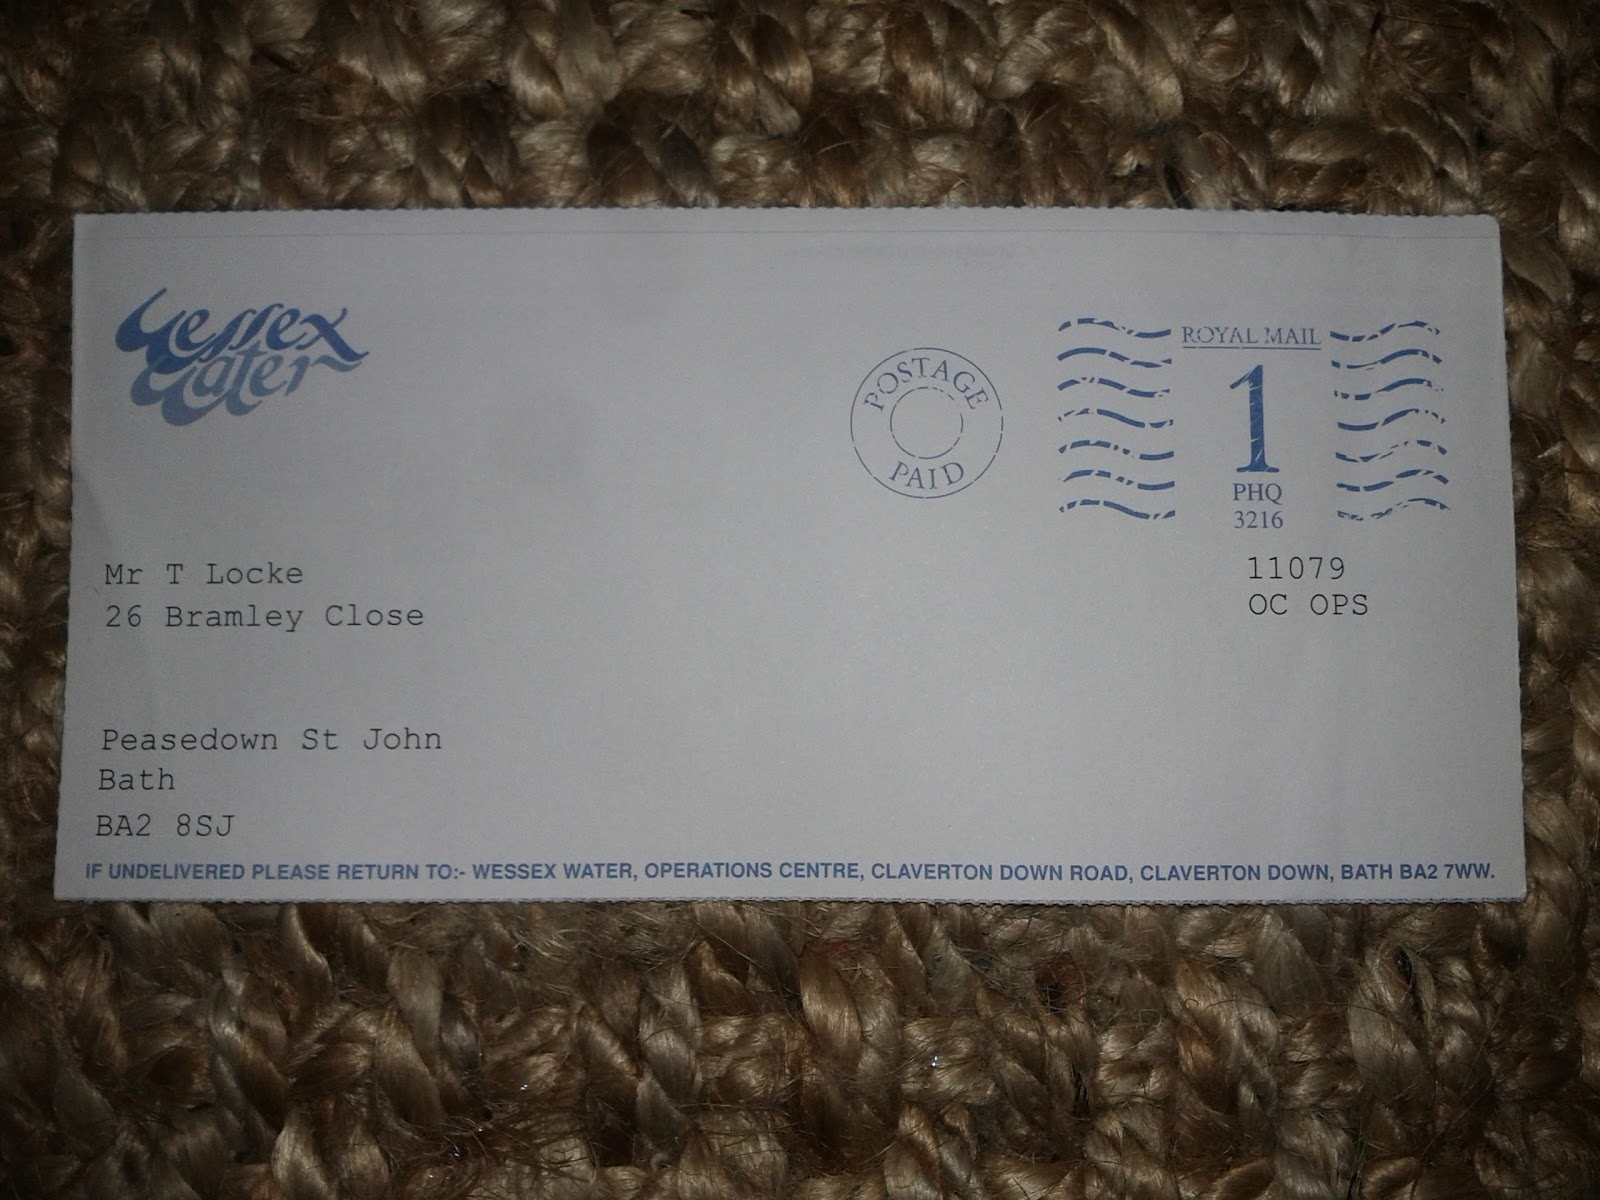 Wessex
Water
POSTAGE
PAID
ROYAL MAIL
1
PHQ
3216
11079
OC OPS
Mr T Locke
26 Bramley Close
Peasedown St John
Bath
BA2 8SJ
IF UNDELIVERED PLEASE RETURN TO:- WESSEX WATER, OPERATIONS CENTRE, CLAVERTON DOWN ROAD, CLAVERTON DOWN, BATH BA2 7WW.